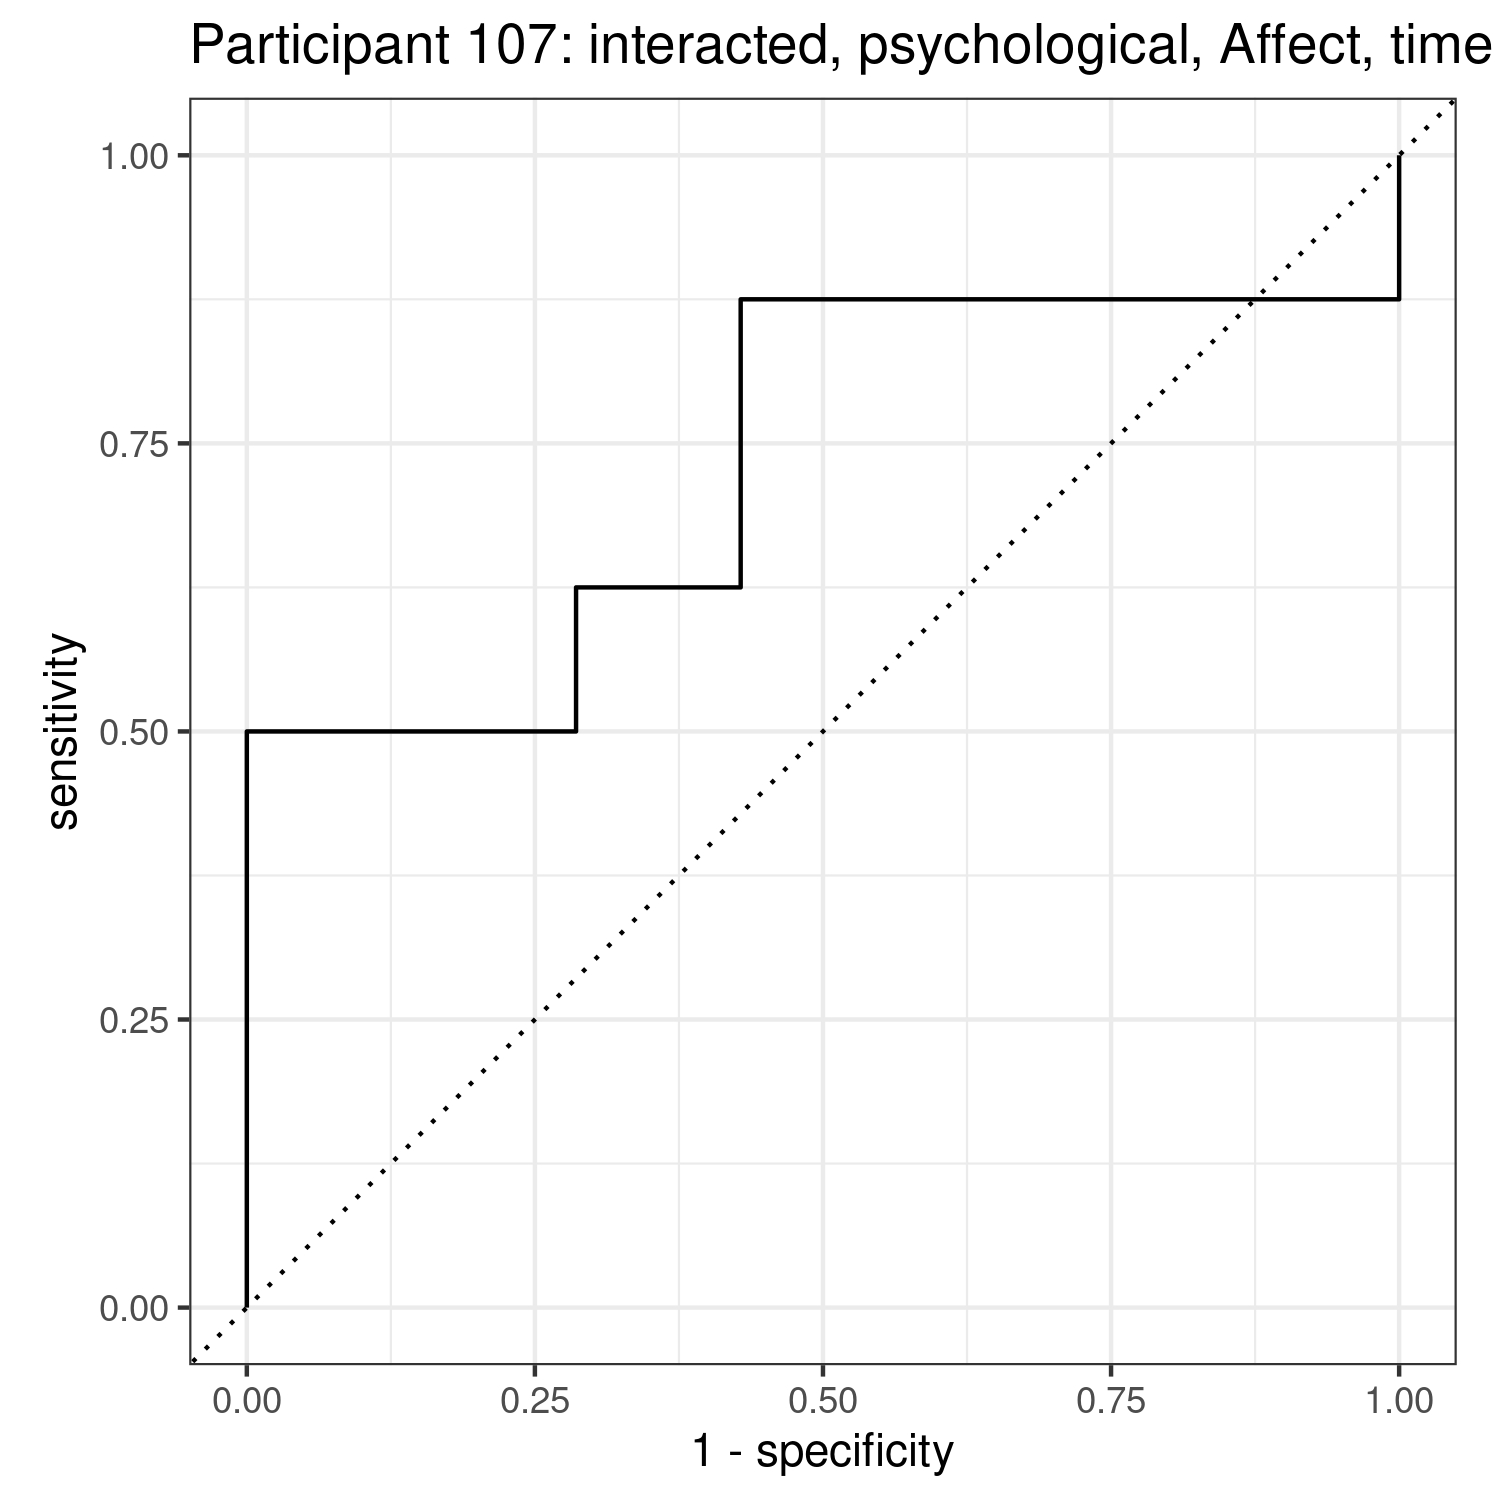 Participant 107: interacted, psychological, Affect, time
1.00
0.75
0.50
0.25
0.00
sensitivity
0.00 0.25 0.50 0.75 1.00
1 - specificity